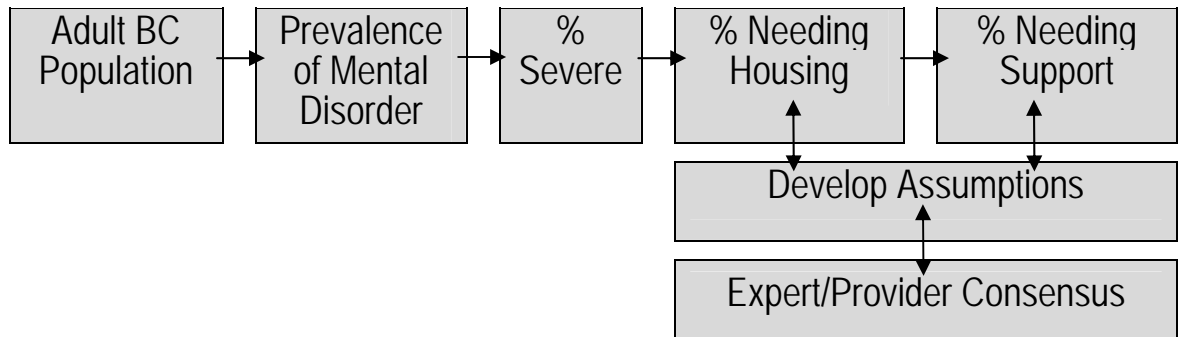 Adult BC
Population
Prevalence
of Mental
Disorder
%
Severe
% Needing
Housing
% Needing
Support
Develop Assumptions
Expert/Provider Consensus